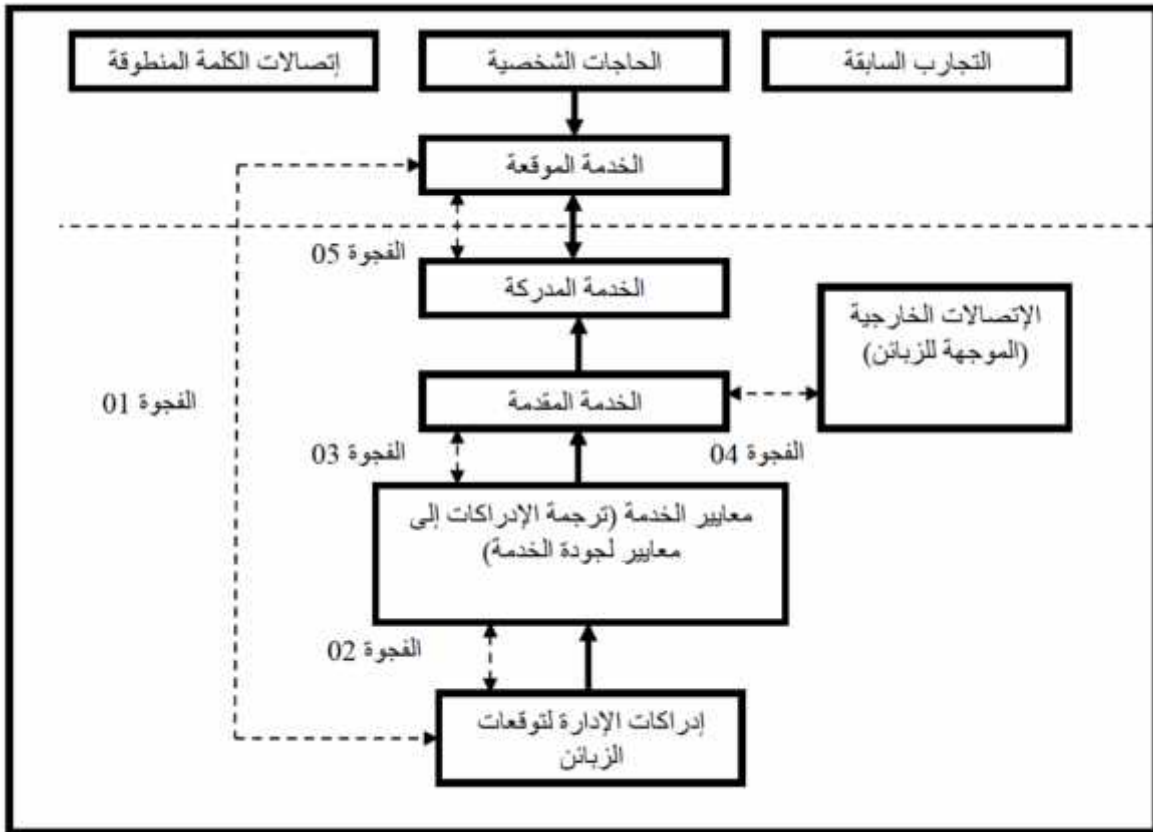 التجارب السابقة
الحاجات الشخصية
إتصالات الكلمة المنطوقة
الخدمة الموقعة
الفجوة 05
الخدمة المدركة
الإتصالات الخارجية
(الموجهة للزبائن)
الخدمة المقدمة
الفجوة 01
الفجوة 04
الفجوة 03
معايير الخدمة (ترجمة الإدراكات إلى
معايير لجودة الخدمة)
الفجوة 02
إدراكات الإدارة لتوقعات
الزبائن